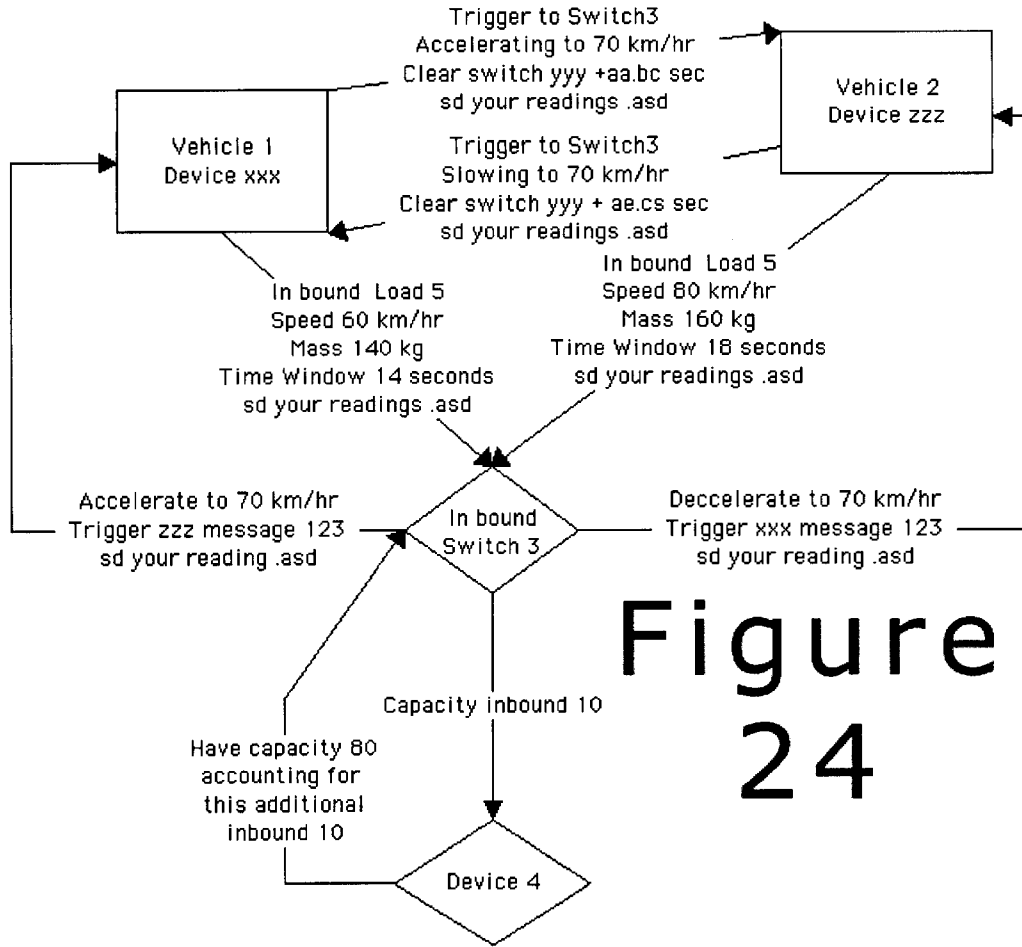 Trigger to Switch3
Accelerating to 70 km/hr
Clear switch yyy +aa.bc sec
sd your readings .asd
Vehicle 2
Device zzz
Vehicle 1
Device xxx
Trigger to Switch3
Slowing to 70 km/hr
Clear switch yyy + ae.cs sec
sd your readings .asd
In bound Load 5
Speed 60 km/hr
Mass 140 kg
Time Window 14 seconds
sd your readings .asd
In bound Load 5
Speed 80 km/hr
Mass 160 kg
Time Window 18 seconds
sd your readings .asd
Accelerate to 70 km/hr
Trigger zzz message 123
sd your reading .asd
In bound
Switch 3
Deccelerate to 70 km/hr
Trigger xxx message 123
sd your reading .asd
Figure
24
Capacity inbound 10
Have capacity 80
accounting for
this additional
inbound 10
Device 4